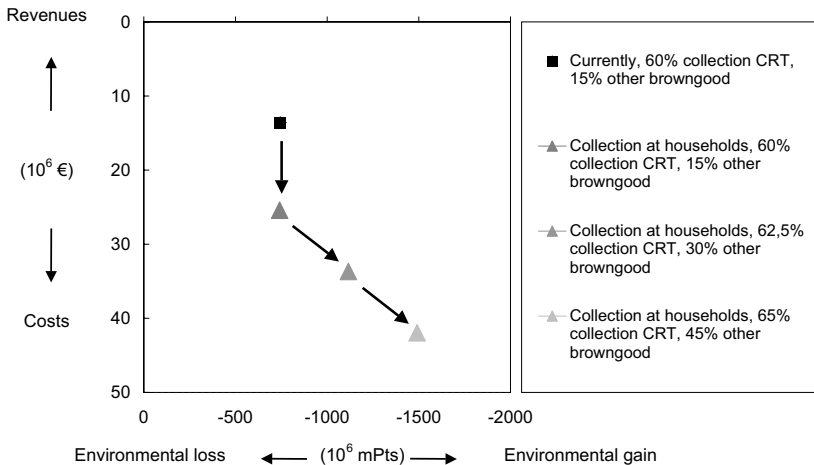 Revenues
0
10
20
30
40
50
(10⁶ €)
Costs
0
-500
-1000
-1500
-2000
Environmental loss
(10⁶ mPts)
Environmental gain
Currently, 60% collection CRT,
15% other browngood
Collection at households, 60%
collection CRT, 15% other
browngood
Collection at households, 62,5%
collection CRT, 30% other
browngood
Collection at households, 65%
collection CRT, 45% other
browngood